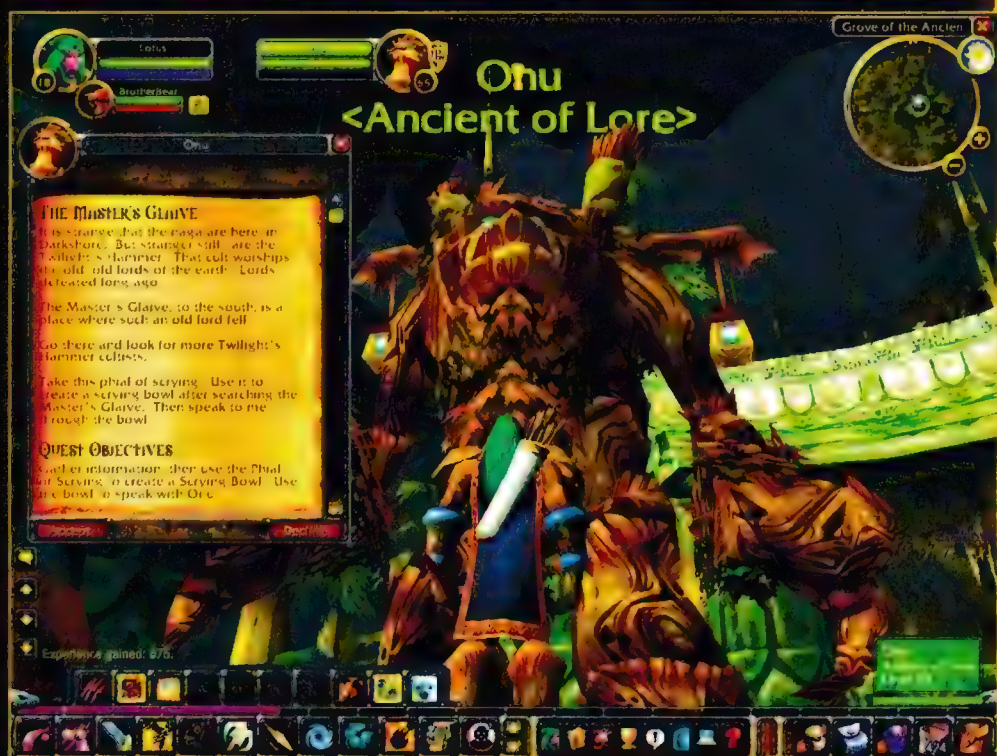 Grove of the Ancien
Lotus
18
65
BrotherBear
Onu
<Ancient of Lore>
Onu
THE MASTER'S GLAIVE
It is strange that the naga are here in
Darkshore. But stranger still are the
Twilight's Hammer. That cult worships
old old lords of the earth. Lords
defeated long ago
The Master's Glaive, to the south, is a
place where such an old lord fell
Go there and look for more Twilight's
Hammer cultists.
Take this phial of scrying. Use it to
create a scrying bowl after searching the
Master's Glaive. Then speak to me
through the bowl
QUEST OBJECTIVES
Gather information, then use the Phial
of Scrying to create a Scrying Bowl. Use
the bowl to speak with Onu
Accept
Decline
Experience gained: 875.